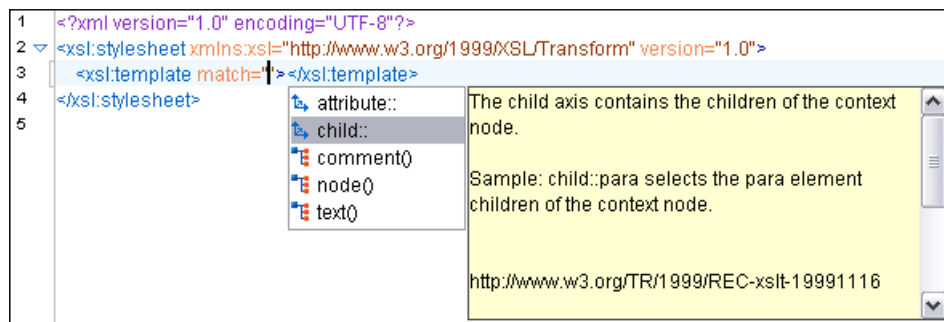 1 <?xml version="1.0" encoding="UTF-8"?>
2 <xsl:stylesheet xmlns:xsl="http://www.w3.org/1999/XSL/Transform" version="1.0">
3 <xsl:template match=""></xsl:template>
4 </xsl:stylesheet>
5
attribute::
child::
comment()
node()
text()
The child axis contains the children of the context
node.
Sample: child::para selects the para element
children of the context node.
http://www.w3.org/TR/1999/REC-xslt-19991116